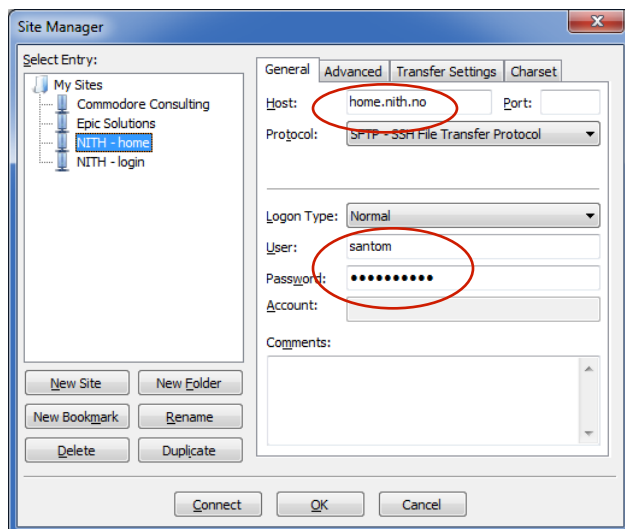 Site Manager
Select Entry:
My Sites
Commodore Consulting
Epic Solutions
NITH - home
NITH - login
New Site
New Folder
New Bookmark
Rename
Delete
Duplicate
General
Advanced
Transfer Settings
Charset
Host:
home.nith.no
Port:
Protocol:
SFTP - SSH File Transfer Protocol
Logon Type:
Normal
User:
santom
Password:
●●●●●●●●●●
Account:
Comments:
Connect
OK
Cancel